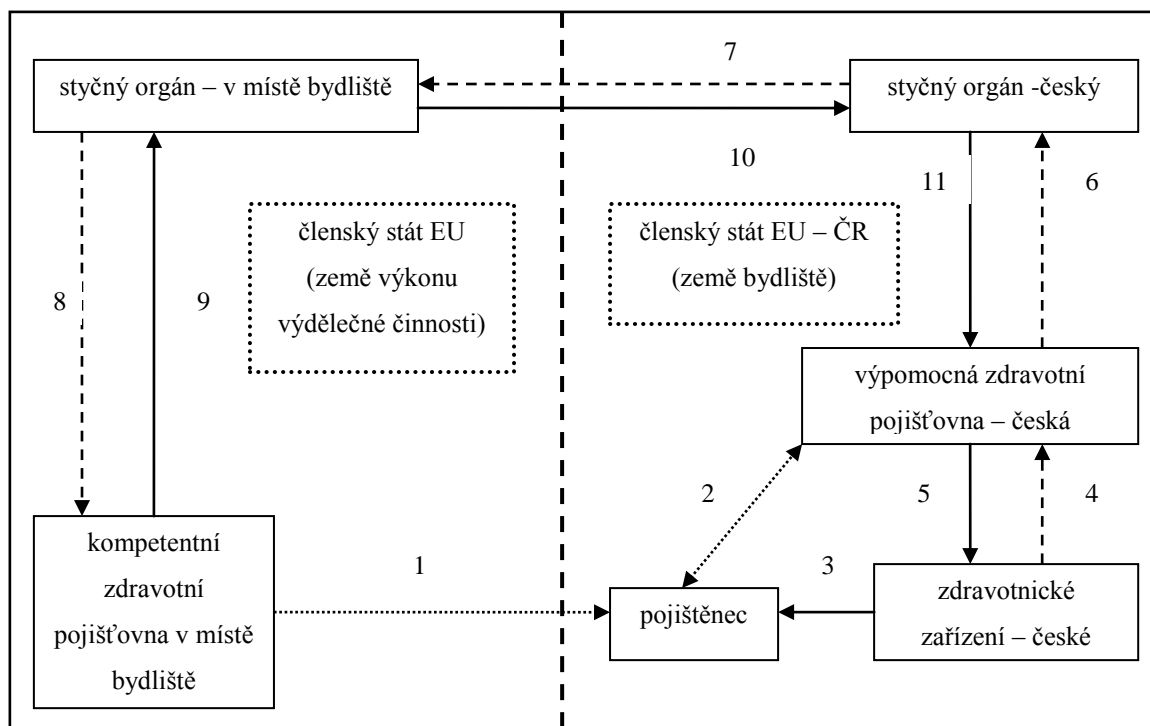 7
styčný orgán – v místě bydliště
styčný orgán -český
10
11
6
členský stát EU
(země výkonu
výdělečné činnosti)
členský stát EU – ČR
(země bydliště)
8
9
výpomocná zdravotní
pojišťovna – česká
2
5
4
kompetentní
zdravotní
pojišťovna v místě
bydliště
1
3
pojištěnec
zdravotnické
zařízení – české